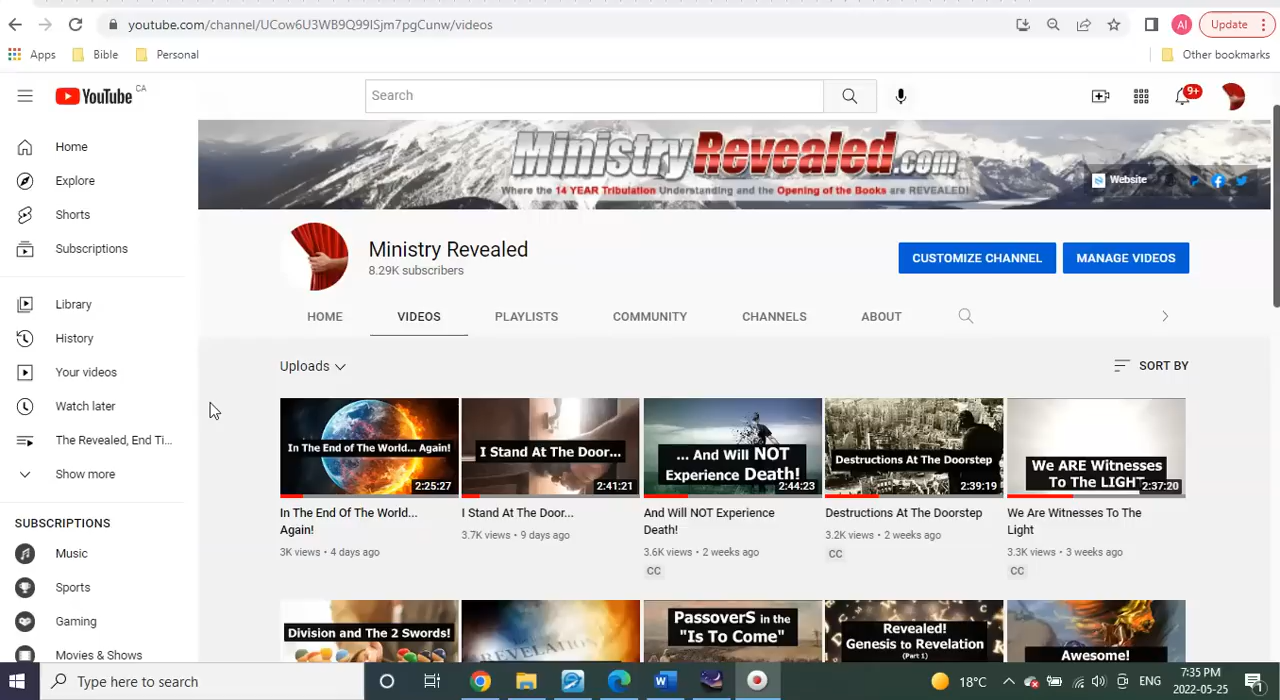 youtube.com/channel/UCow6U3WB9Q99ISjm7pgCunw/videos
AI
Update
Apps
Bible
Personal
Other bookmarks
YouTube CA
Search
9+
MinistryRevealed.com
Where the 14 YEAR Tribulation Understanding and the Opening of the Books are REVEALED!
Website
Home
Explore
Shorts
Subscriptions
Library
History
Your videos
Watch later
The Revealed, End Ti...
Show more
SUBSCRIPTIONS
Music
Sports
Gaming
Movies & Shows
Ministry Revealed
8.29K subscribers
CUSTOMIZE CHANNEL
MANAGE VIDEOS
HOME
VIDEOS
PLAYLISTS
COMMUNITY
CHANNELS
ABOUT
Uploads
SORT BY
In The End of The World... Again!
2:25:27
In The End Of The World...
Again!
3K views • 4 days ago
I Stand At The Door...
2:41:21
I Stand At The Door...
3.7K views • 9 days ago
... And Will NOT
Experience Death!
2:44:23
And Will NOT Experience
Death!
3.6K views • 2 weeks ago
CC
Destructions At The Doorstep
2:39:19
Destructions At The Doorstep
3.2K views • 2 weeks ago
CC
We ARE Witnesses
To The LIGHT
2:37:20
We Are Witnesses To The
Light
3.3K views • 3 weeks ago
CC
Division and The 2 Swords!
REVELATION
PassoverS in the
"Is To Come"
Revealed!
Genesis to Revelation
(Part 1)
Awesome!
Type here to search
18°C
ENG
7:35 PM
2022-05-25
1